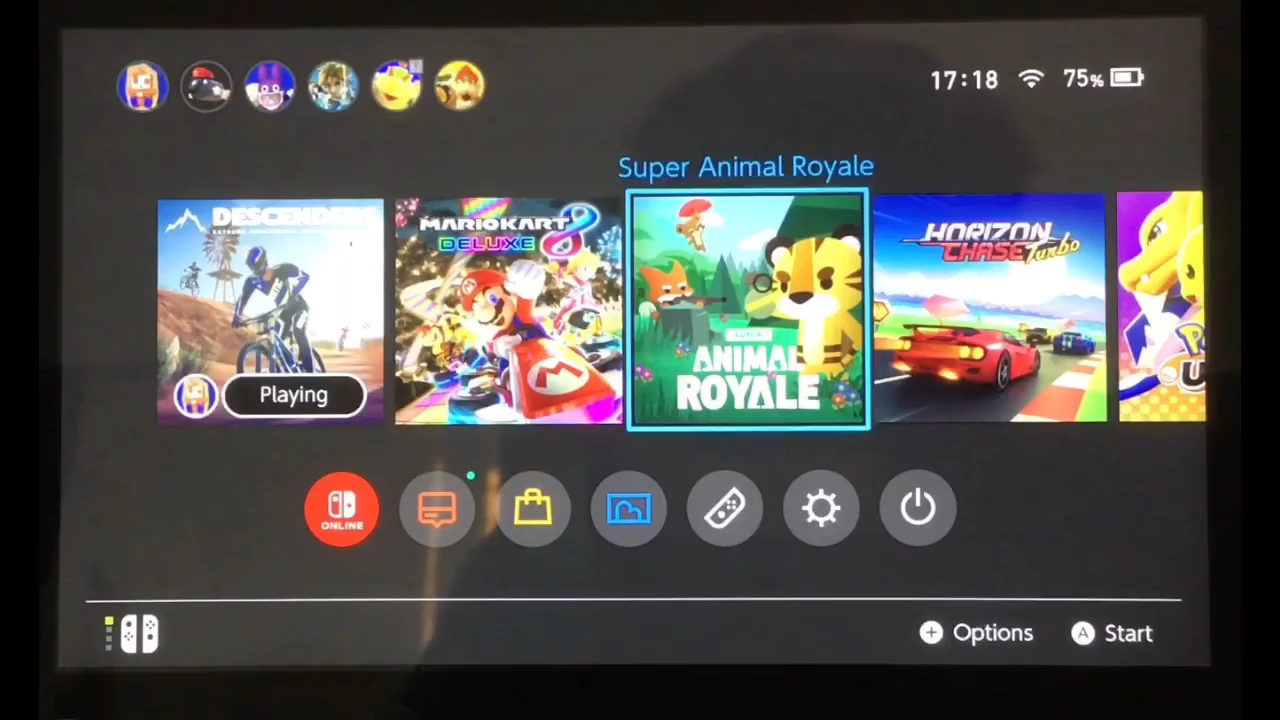 17:18 75%
Super Animal Royale
DESCENDERS
MARIOKART 8
DELUXE
SUPER
ANIMAL
ROYALE
HORIZON
CHASE Turbo
Playing
ONLINE
+ Options
A Start